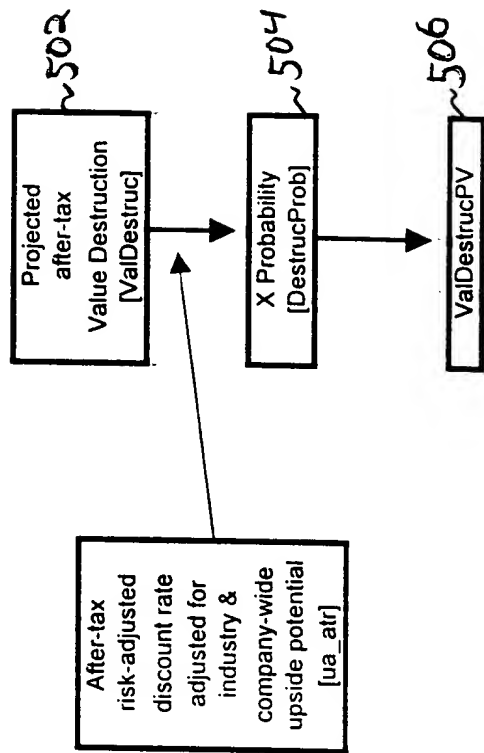 Projected
after-tax
Value Destruction
[ValDestruc]
502
After-tax
risk-adjusted
discount rate
adjusted for
industry &
company-wide
upside potential
[ua_atr]
X Probability
[DestrucProb]
504
ValDestrucPV
506